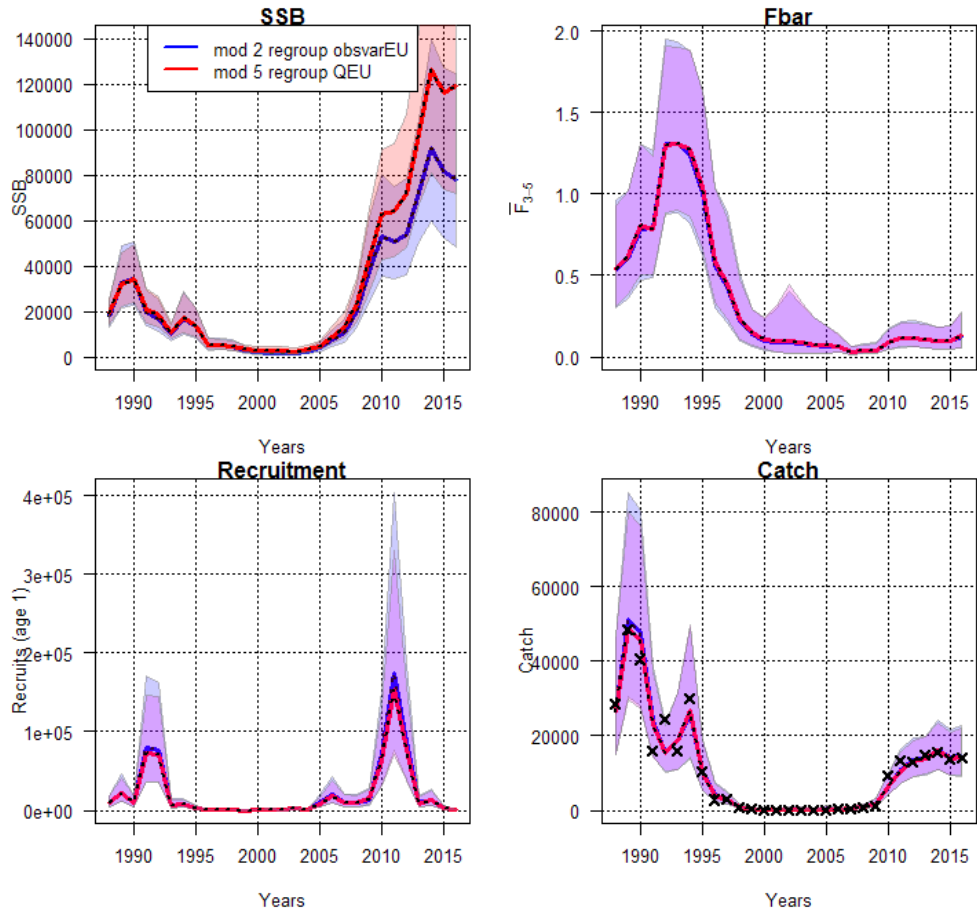 SSB
mod 2 regroup obsvarEU
mod 5 regroup QEU
140000
120000
100000
80000
60000
40000
20000
0
SSB
1990 1995 2000 2005 2010 2015
Years
Fbar
2.0
1.5
1.0
0.5
0.0
F̅3–5
1990 1995 2000 2005 2010 2015
Years
Recruitment
4e+05
3e+05
2e+05
1e+05
0e+00
Recruits (age 1)
1990 1995 2000 2005 2010 2015
Years
Catch
80000
60000
40000
20000
0
Catch
1990 1995 2000 2005 2010 2015
Years